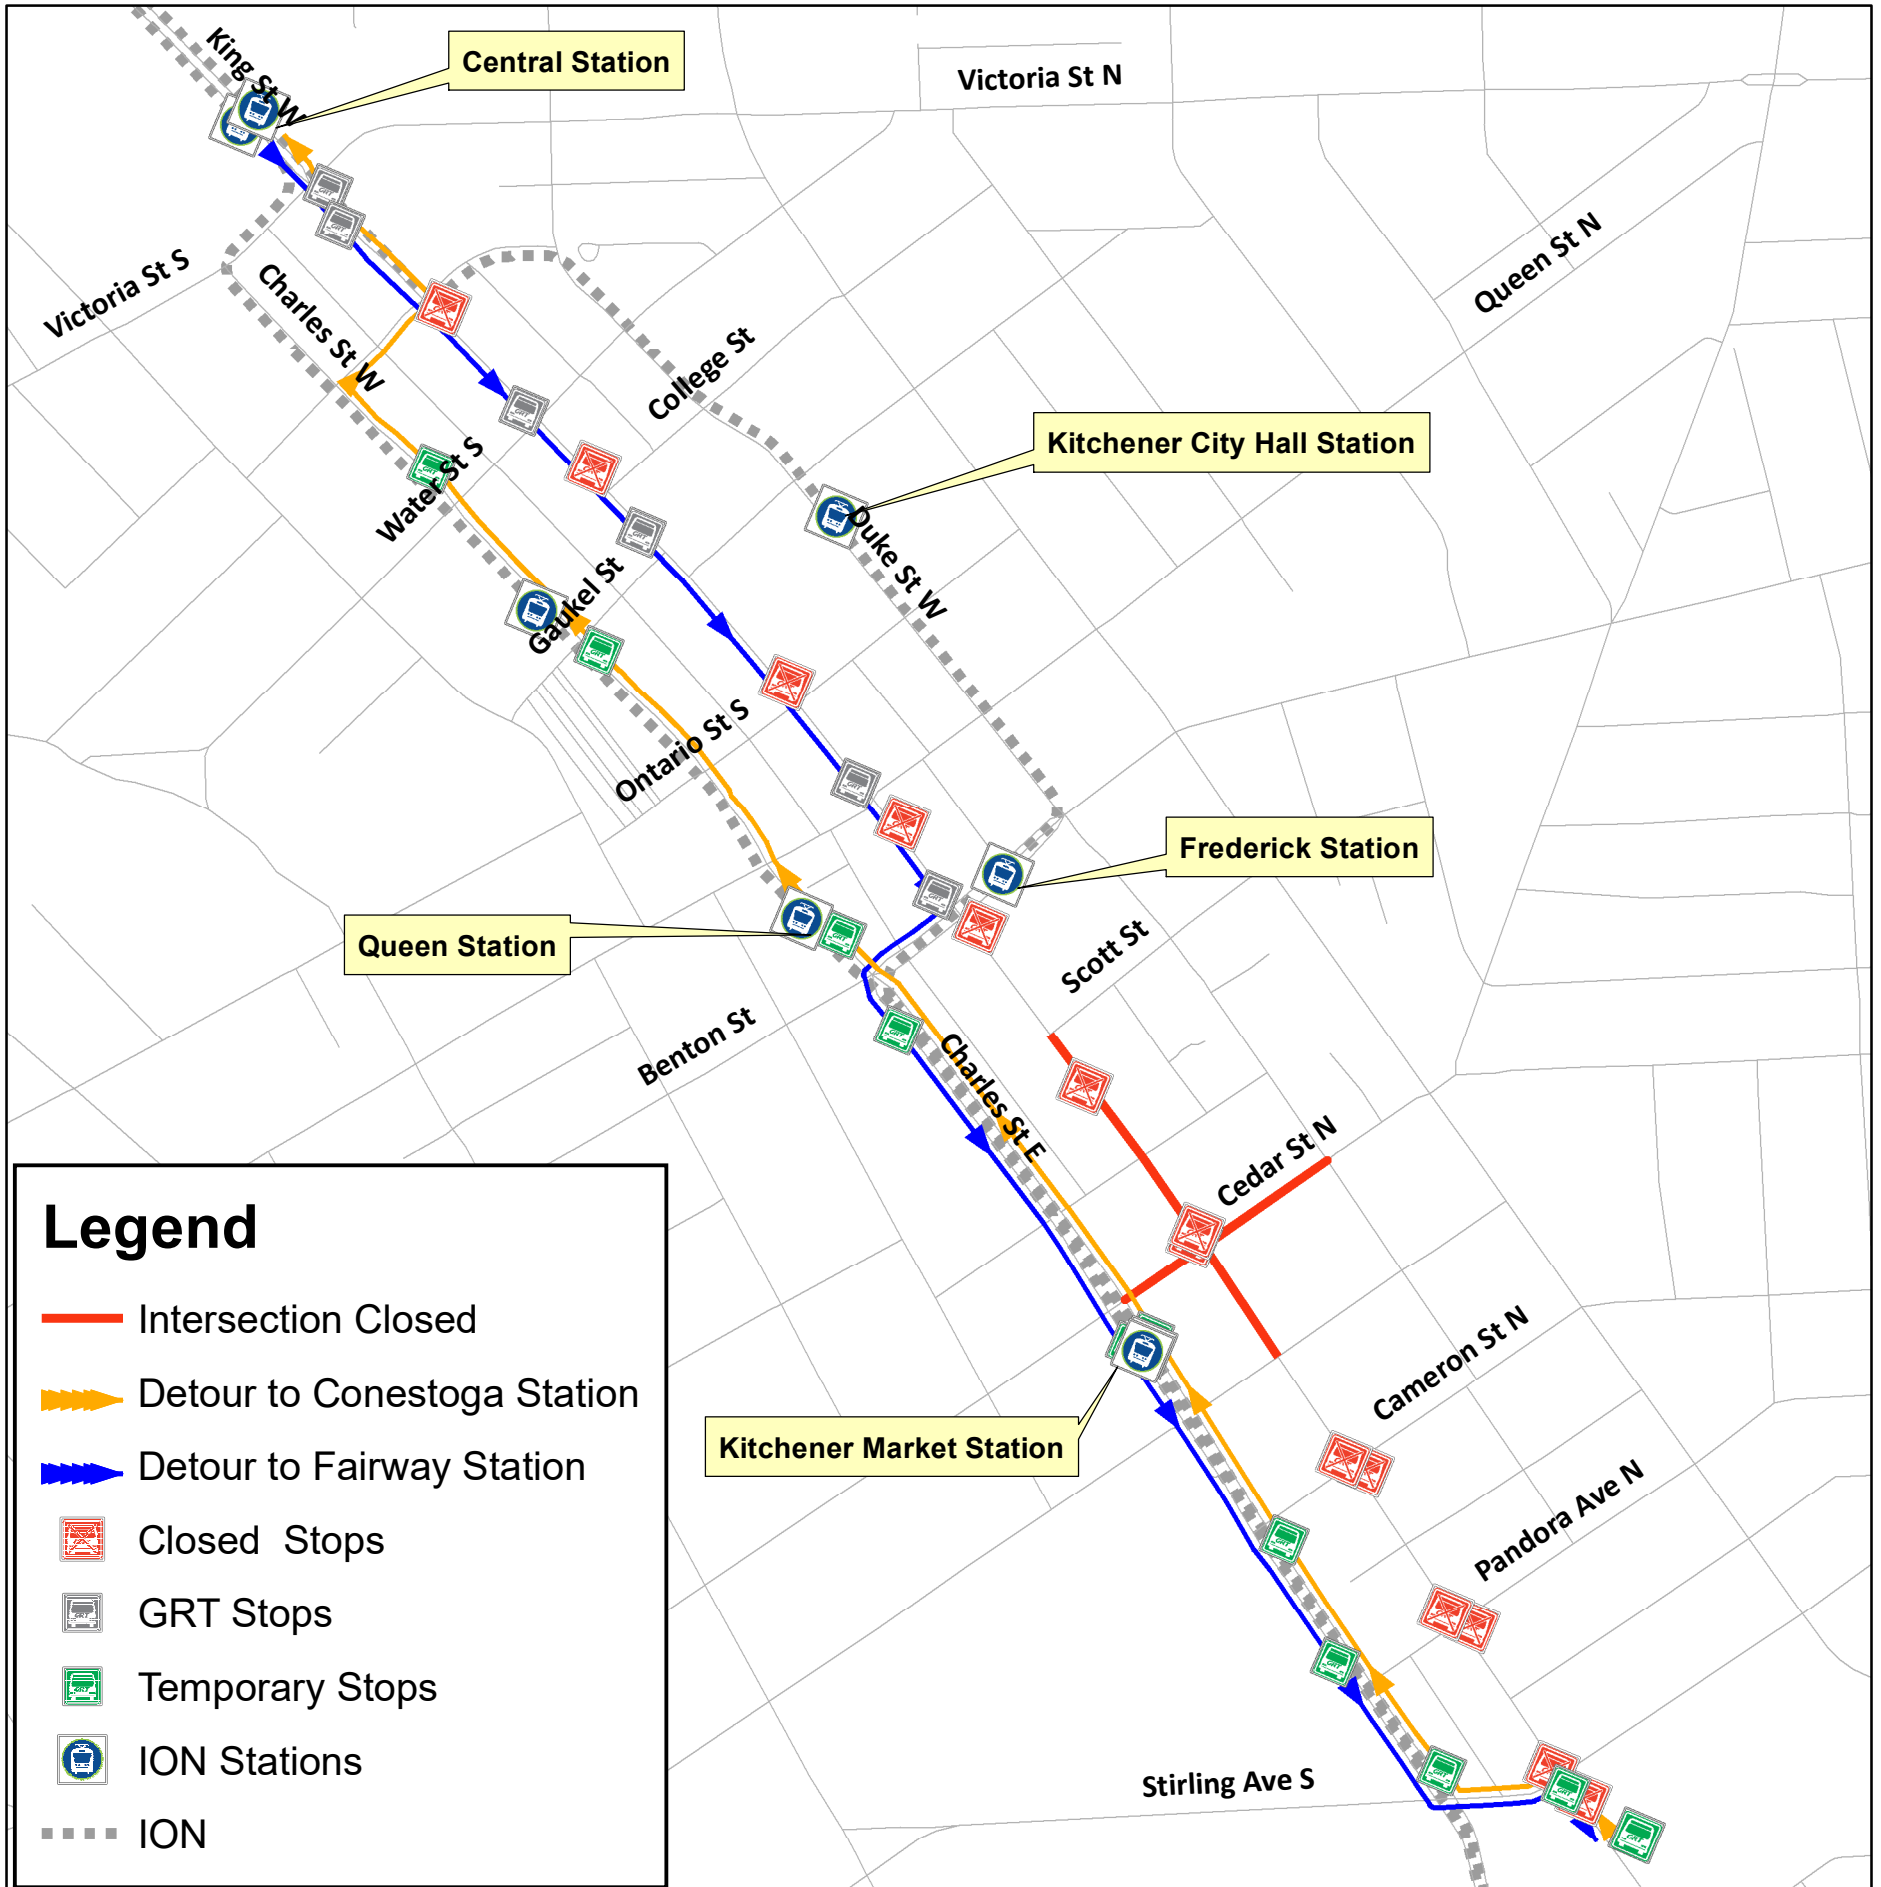 King St W
Central Station
Victoria St N
Victoria St S
Charles St W
Queen St N
College St
Kitchener City Hall Station
Water St S
Duke St W
Gaukel St
Ontario St S
Frederick Station
Queen Station
Scott St
Benton St
Charles St E
Cedar St N
Cameron St N
Kitchener Market Station
Pandora Ave N
Stirling Ave S
Legend
Intersection Closed
Detour to Conestoga Station
Detour to Fairway Station
Closed  Stops
GRT Stops
Temporary Stops
ION Stations
ION